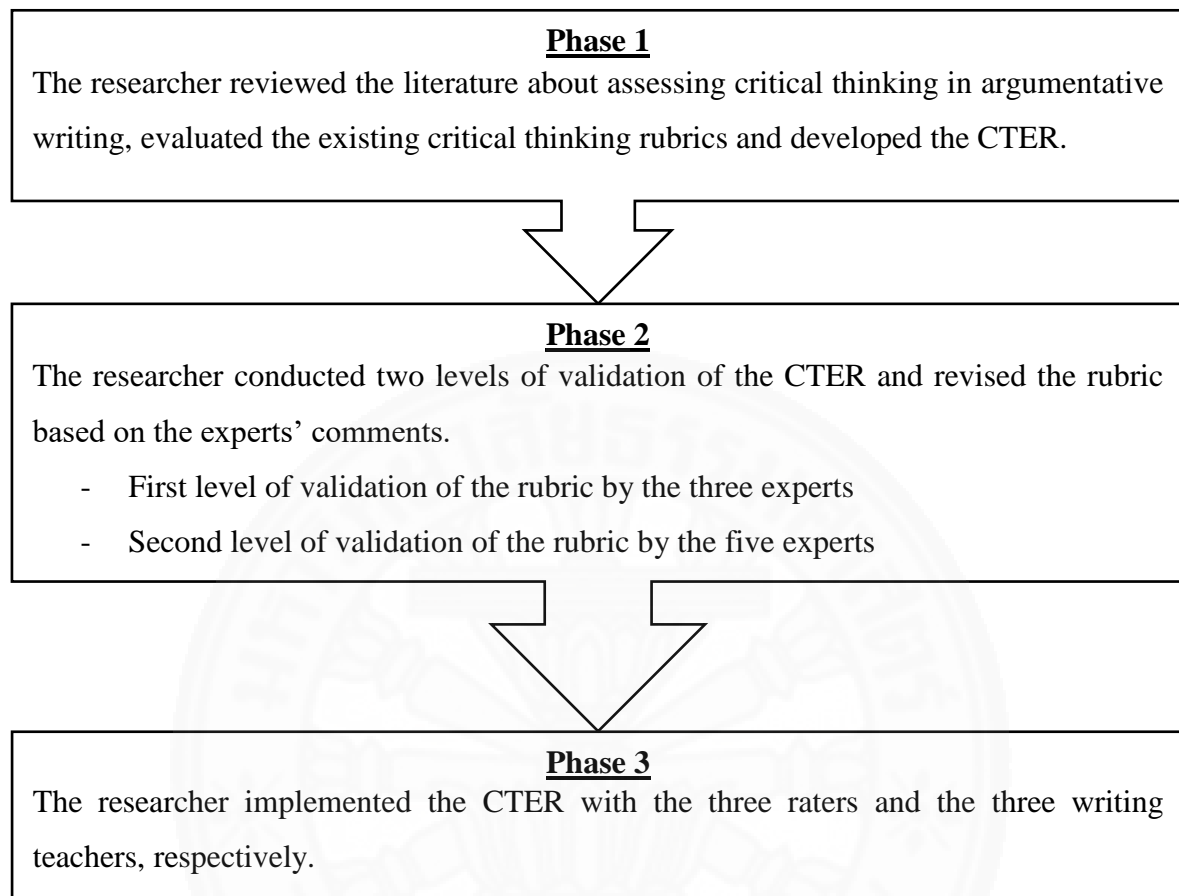 Phase 1
The researcher reviewed the literature about assessing critical thinking in argumentative
writing, evaluated the existing critical thinking rubrics and developed the CTER.
Phase 2
The researcher conducted two levels of validation of the CTER and revised the rubric
based on the experts’ comments.
- First level of validation of the rubric by the three experts
- Second level of validation of the rubric by the five experts
Phase 3
The researcher implemented the CTER with the three raters and the three writing
teachers, respectively.